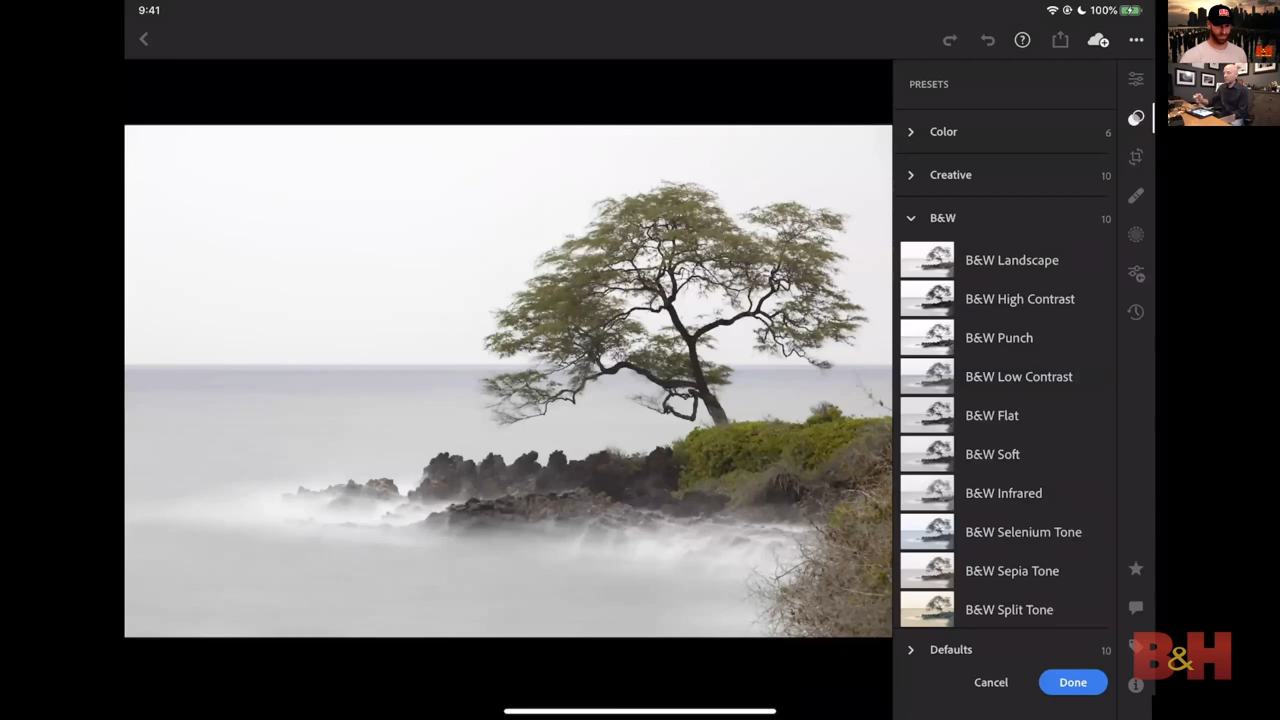 9:41
100%
PRESETS
Color 6
Creative 10
B&W 10
B&W Landscape
B&W High Contrast
B&W Punch
B&W Low Contrast
B&W Flat
B&W Soft
B&W Infrared
B&W Selenium Tone
B&W Sepia Tone
B&W Split Tone
Defaults 10
Cancel Done
B&H